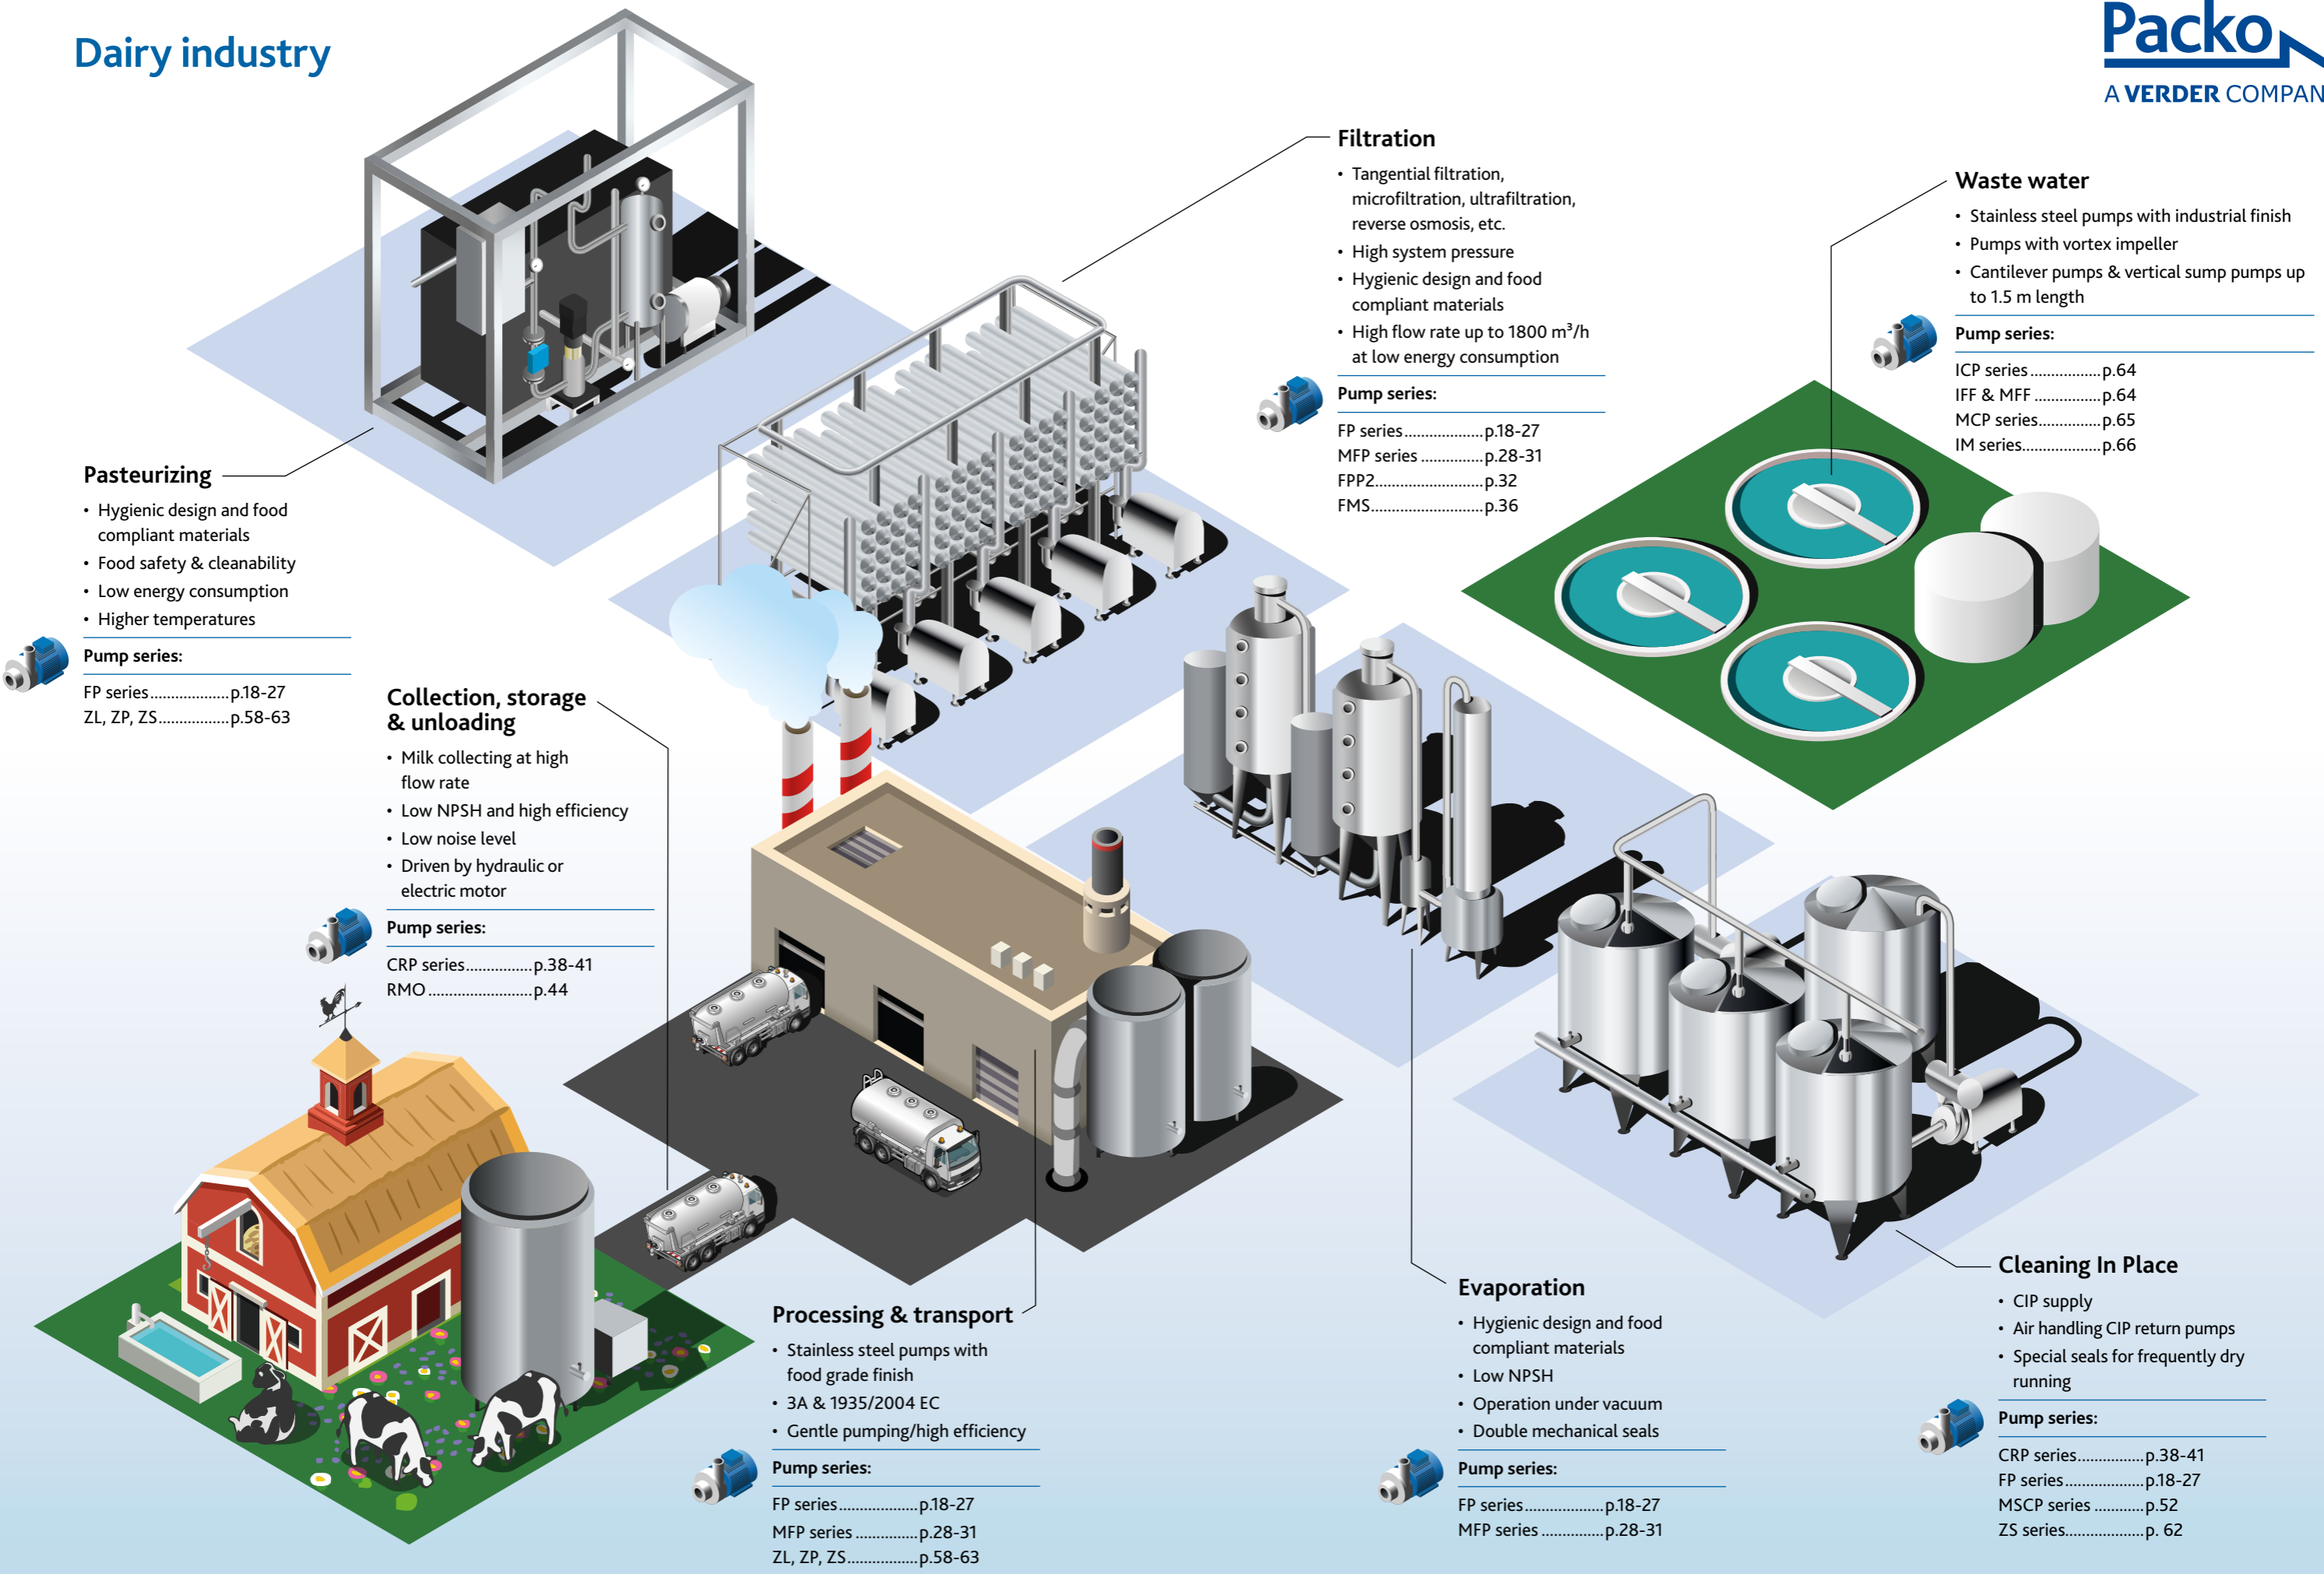 Dairy industry
Packo
A VERDER COMPAN
Filtration
• Tangential filtration,
microfiltration, ultrafiltration,
reverse osmosis, etc.
• High system pressure
• Hygienic design and food
compliant materials
• High flow rate up to 1800 m³/h
at low energy consumption
Pump series:
FP series...................p.18-27
MFP series ...............p.28-31
FPP2..........................p.32
FMS...........................p.36
Waste water
• Stainless steel pumps with industrial finish
• Pumps with vortex impeller
• Cantilever pumps & vertical sump pumps up
to 1.5 m length
Pump series:
ICP series.................p.64
IFF & MFF ................p.64
MCP series...............p.65
IM series...................p.66
Pasteurizing
• Hygienic design and food
compliant materials
• Food safety & cleanability
• Low energy consumption
• Higher temperatures
Pump series:
FP series...................p.18-27
ZL, ZP, ZS.................p.58-63
Collection, storage
& unloading
• Milk collecting at high
flow rate
• Low NPSH and high efficiency
• Low noise level
• Driven by hydraulic or
electric motor
Pump series:
CRP series................p.38-41
RMO .........................p.44
Processing & transport
• Stainless steel pumps with
food grade finish
• 3A & 1935/2004 EC
• Gentle pumping/high efficiency
Pump series:
FP series...................p.18-27
MFP series ...............p.28-31
ZL, ZP, ZS.................p.58-63
Evaporation
• Hygienic design and food
compliant materials
• Low NPSH
• Operation under vacuum
• Double mechanical seals
Pump series:
FP series...................p.18-27
MFP series ...............p.28-31
Cleaning In Place
• CIP supply
• Air handling CIP return pumps
• Special seals for frequently dry
running
Pump series:
CRP series................p.38-41
FP series...................p.18-27
MSCP series ............p.52
ZS series...................p. 62